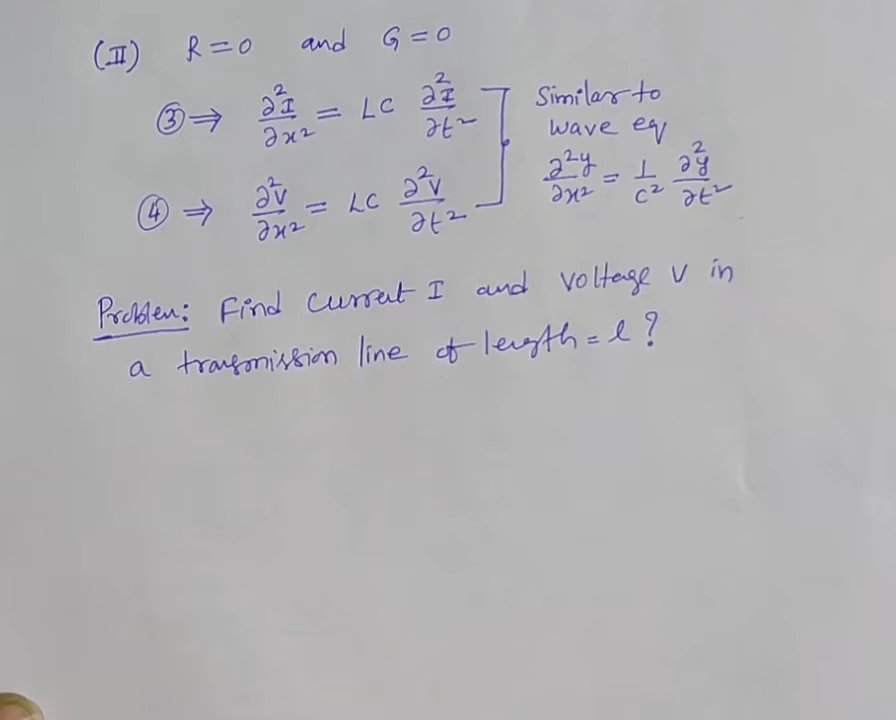 (II) R = 0 and G = 0
③ ⇒ ∂²I/∂x² = LC ∂²I/∂t²
Similar to
wave eq
④ ⇒ ∂²V/∂x² = LC ∂²V/∂t²
∂²y/∂x² = 1/c² ∂²y/∂t²
Problem: Find current I and voltage V in
a transmission line of length = l ?